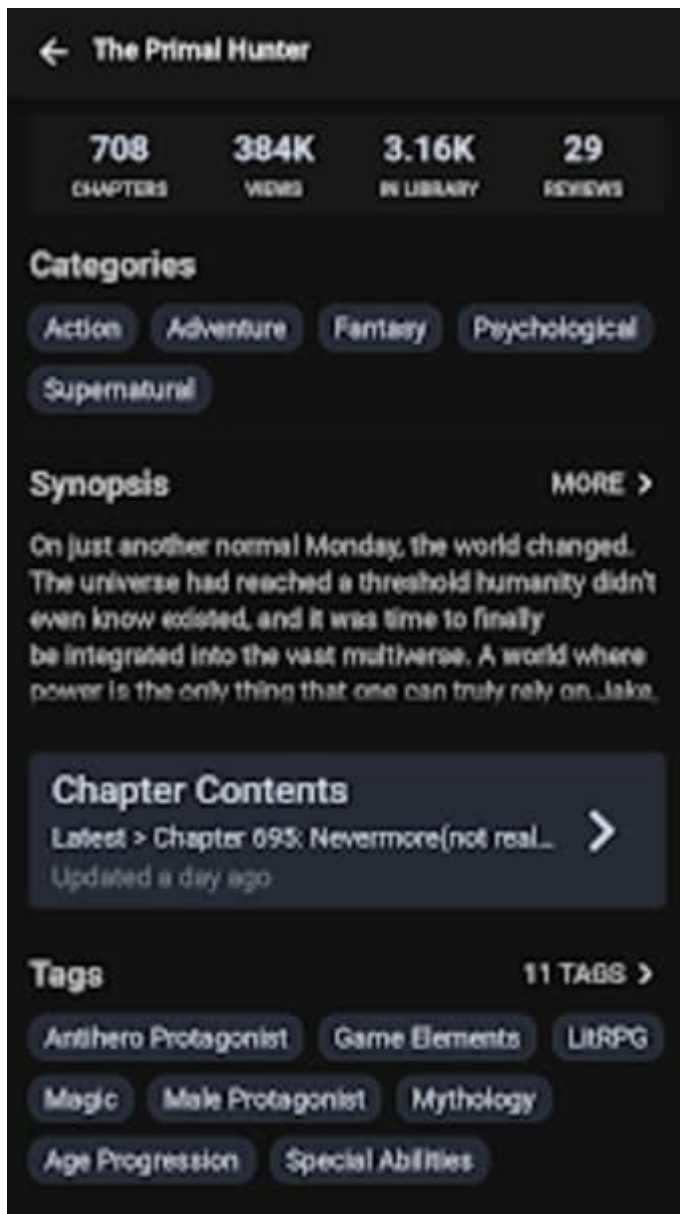 The Primal Hunter
708 384K 3.16K 29
CHAPTERS VIEWS IN LIBRARY REVIEWS
Categories
Action Adventure Fantasy Psychological
Supernatural
Synopsis MORE >
On just another normal Monday, the world changed.
The universe had reached a threshold humanity didn't
even know existed, and it was time to finally
be integrated into the vast multiverse. A world where
power is the only thing that one can truly rely on. Jake,
Chapter Contents
Latest > Chapter 695: Nevermore(not real...
Updated a day ago
Tags 11 TAGS >
Antihero Protagonist Game Elements LitRPG
Magic Male Protagonist Mythology
Age Progression Special Abilities